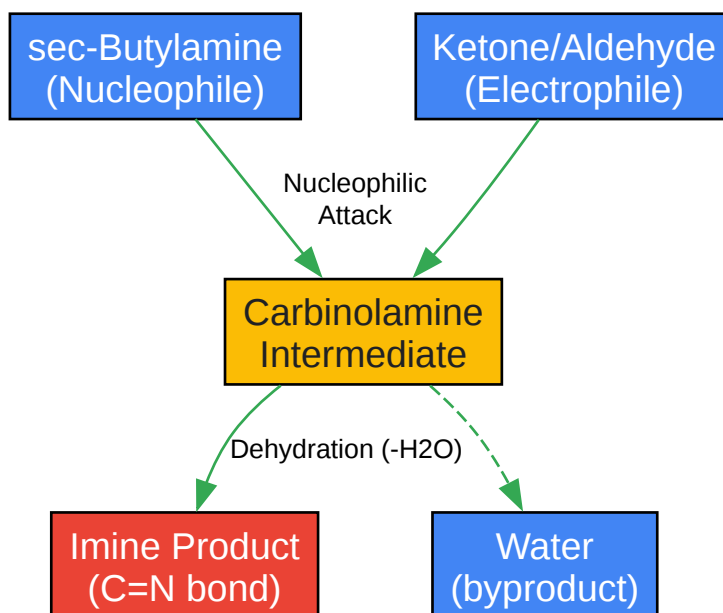 sec-Butylamine
(Nucleophile)
Ketone/Aldehyde
(Electrophile)
Nucleophilic
Attack
Carbinolamine
Intermediate
Dehydration (-H2O)
Imine Product
(C=N bond)
Water
(byproduct)